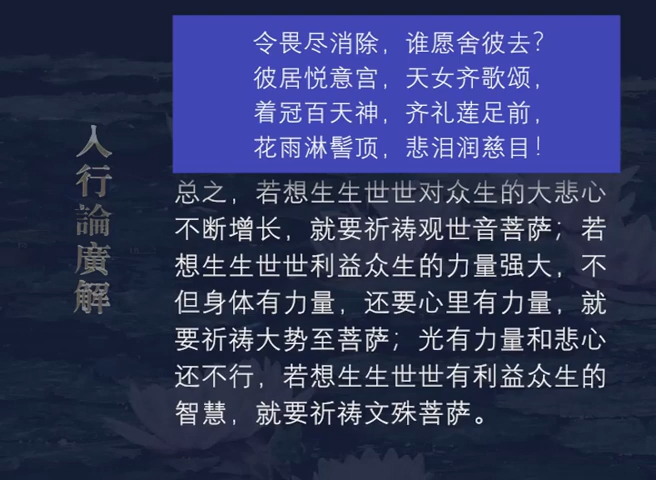 令畏尽消除，谁愿舍彼去？
彼居悦意宫，天女齐歌颂，
着冠百天神，齐礼莲足前，
花雨淋髻顶，悲泪润慈目！
总之，若想生生世世对众生的大悲心
不断增长，就要祈祷观世音菩萨；若
想生生世世利益众生的力量强大，不
但身体有力量，还要心里有力量，就
要祈祷大势至菩萨；光有力量和悲心
还不行，若想生生世世有利益众生的
智慧，就要祈祷文殊菩萨。
入行論廣解